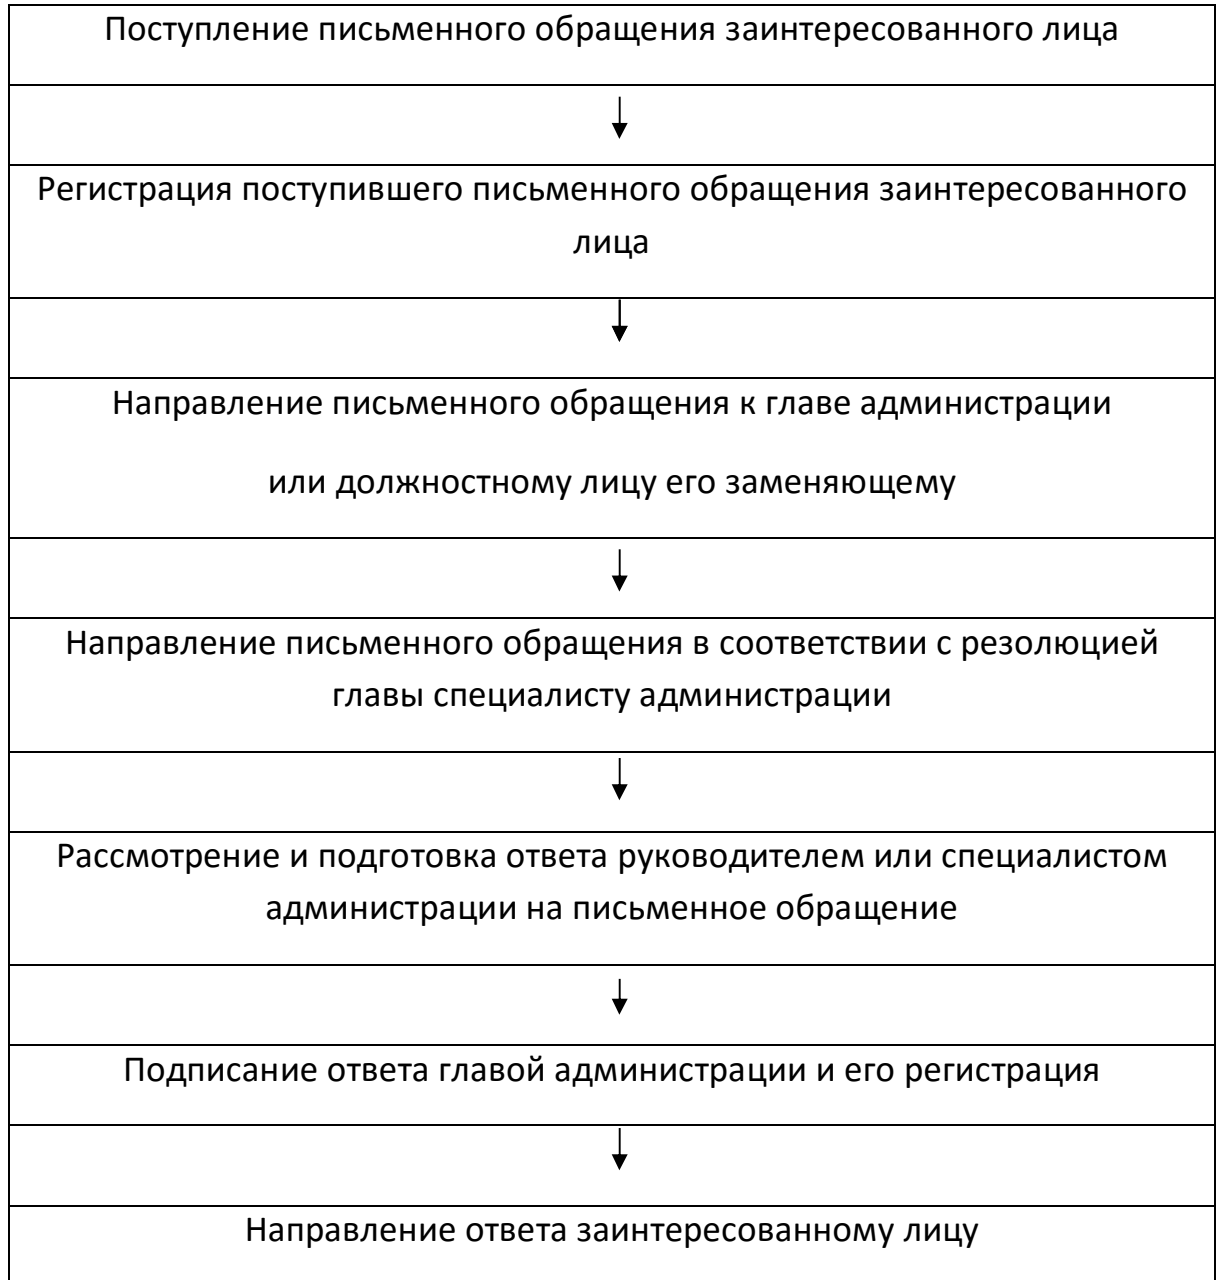 Поступление письменного обращения заинтересованного лица
Регистрация поступившего письменного обращения заинтересованного
лица
Направление письменного обращения к главе администрации
или должностному лицу его заменяющему
Направление письменного обращения в соответствии с резолюцией
главы специалисту администрации
Рассмотрение и подготовка ответа руководителем или специалистом
администрации на письменное обращение
Подписание ответа главой администрации и его регистрация
Направление ответа заинтересованному лицу